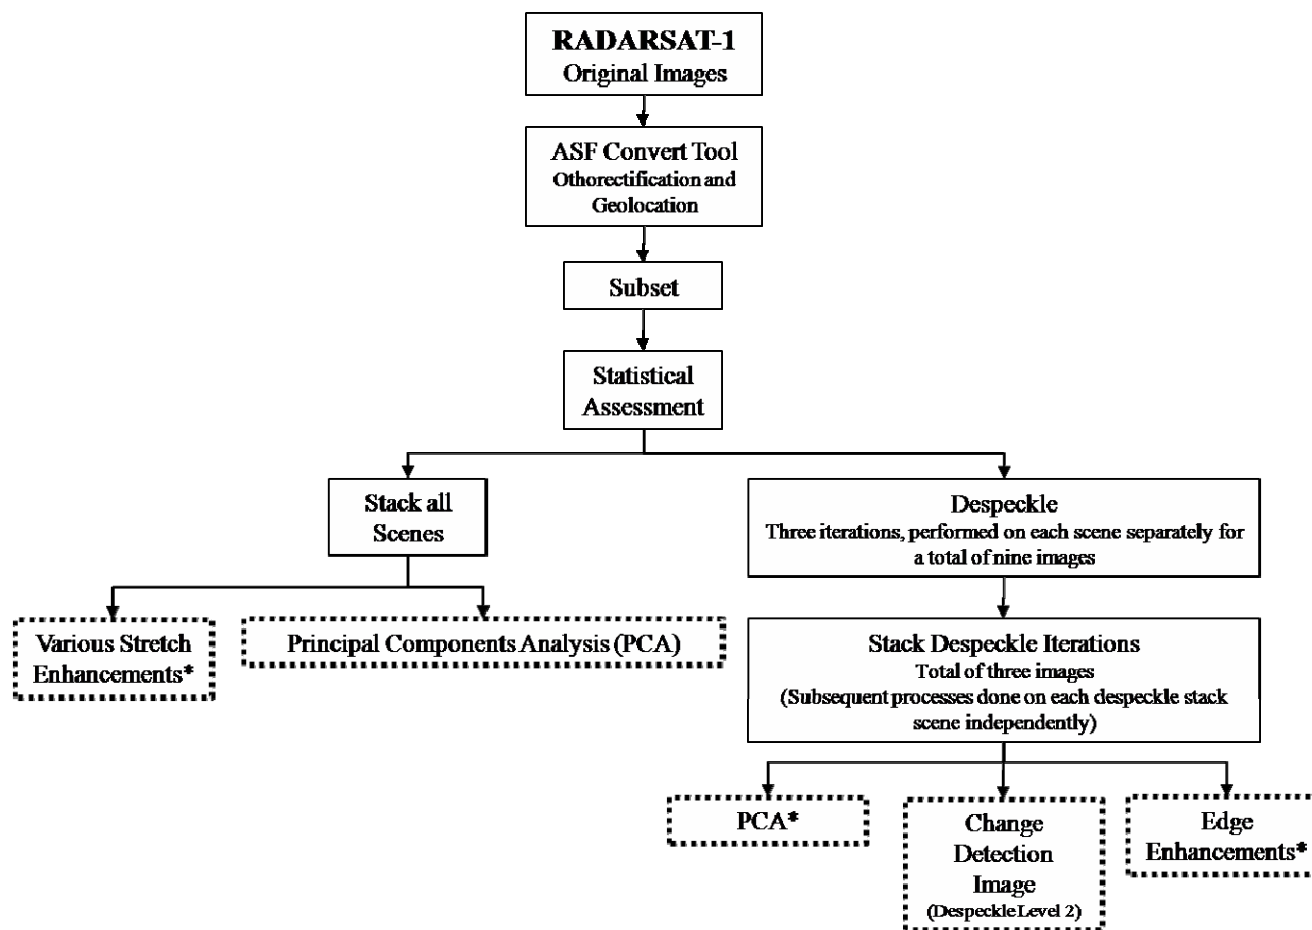 RADARSAT-1
Original Images
ASF Convert Tool
Othorectification and
Geolocation
Subset
Statistical
Assessment
Stack all
Scenes
Despeckle
Three iterations, performed on each scene separately for
a total of nine images
Various Stretch
Enhancements*
Principal Components Analysis (PCA)
Stack Despeckle Iterations
Total of three images
(Subsequent processes done on each despeckle stack
scene independently)
PCA*
Change
Detection
Image
(Despeckle Level 2)
Edge
Enhancements*